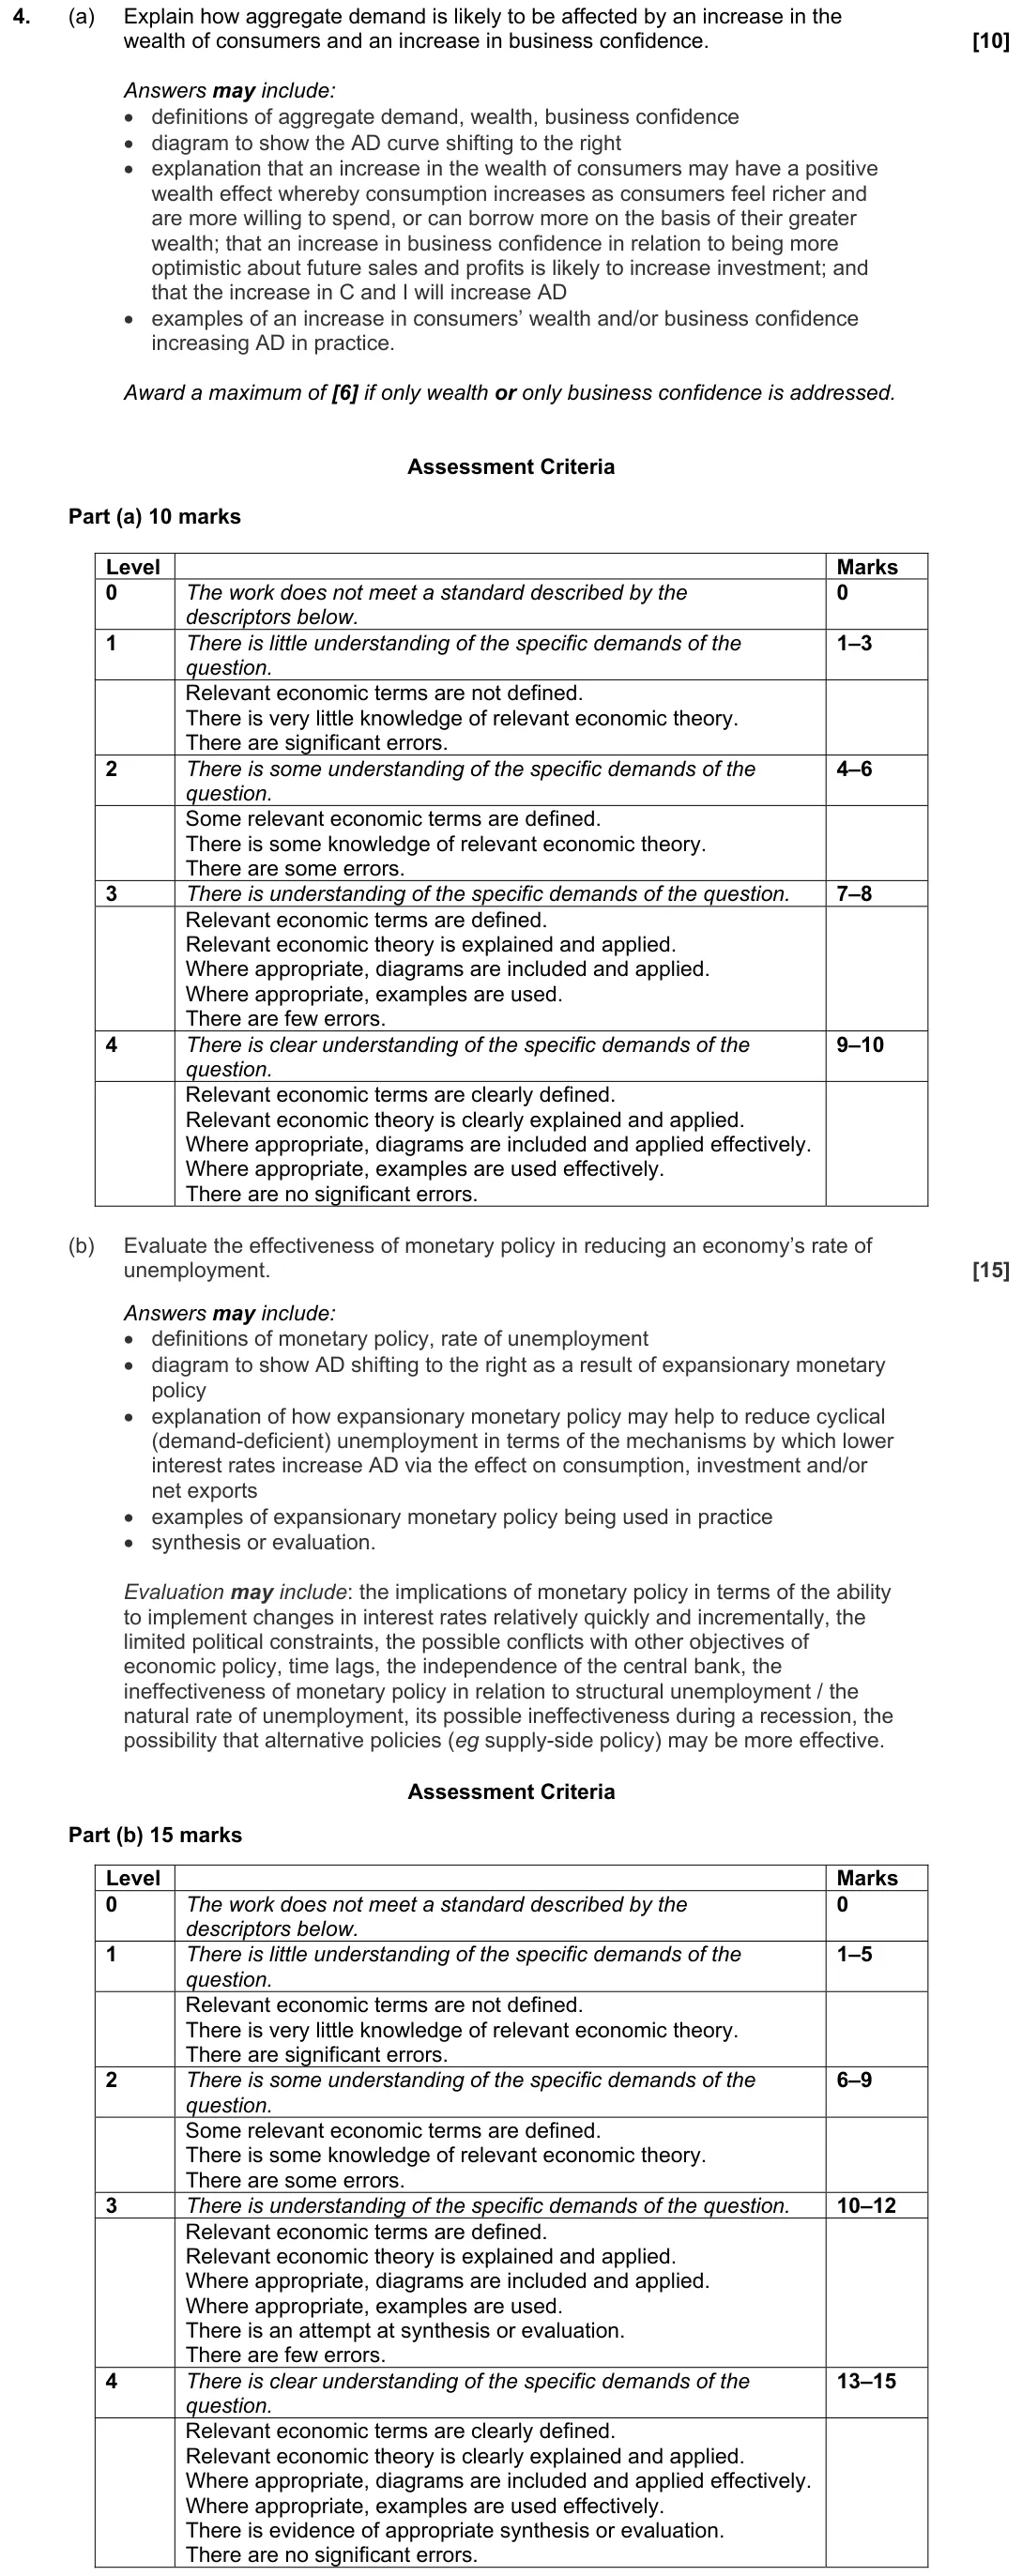 4. (a) Explain how aggregate demand is likely to be affected by an increase in the
wealth of consumers and an increase in business confidence. [10]
Answers may include:
• definitions of aggregate demand, wealth, business confidence
• diagram to show the AD curve shifting to the right
• explanation that an increase in the wealth of consumers may have a positive
wealth effect whereby consumption increases as consumers feel richer and
are more willing to spend, or can borrow more on the basis of their greater
wealth; that an increase in business confidence in relation to being more
optimistic about future sales and profits is likely to increase investment; and
that the increase in C and I will increase AD
• examples of an increase in consumers' wealth and/or business confidence
increasing AD in practice.
Award a maximum of [6] if only wealth or only business confidence is addressed.
Assessment Criteria
Part (a) 10 marks
Level Marks
0 The work does not meet a standard described by the 0
descriptors below.
1 There is little understanding of the specific demands of the 1–3
question.
Relevant economic terms are not defined.
There is very little knowledge of relevant economic theory.
There are significant errors.
2 There is some understanding of the specific demands of the 4–6
question.
Some relevant economic terms are defined.
There is some knowledge of relevant economic theory.
There are some errors.
3 There is understanding of the specific demands of the question. 7–8
Relevant economic terms are defined.
Relevant economic theory is explained and applied.
Where appropriate, diagrams are included and applied.
Where appropriate, examples are used.
There are few errors.
4 There is clear understanding of the specific demands of the 9–10
question.
Relevant economic terms are clearly defined.
Relevant economic theory is clearly explained and applied.
Where appropriate, diagrams are included and applied effectively.
Where appropriate, examples are used effectively.
There are no significant errors.
(b) Evaluate the effectiveness of monetary policy in reducing an economy's rate of
unemployment. [15]
Answers may include:
• definitions of monetary policy, rate of unemployment
• diagram to show AD shifting to the right as a result of expansionary monetary
policy
• explanation of how expansionary monetary policy may help to reduce cyclical
(demand-deficient) unemployment in terms of the mechanisms by which lower
interest rates increase AD via the effect on consumption, investment and/or
net exports
• examples of expansionary monetary policy being used in practice
• synthesis or evaluation.
Evaluation may include: the implications of monetary policy in terms of the ability
to implement changes in interest rates relatively quickly and incrementally, the
limited political constraints, the possible conflicts with other objectives of
economic policy, time lags, the independence of the central bank, the
ineffectiveness of monetary policy in relation to structural unemployment / the
natural rate of unemployment, its possible ineffectiveness during a recession, the
possibility that alternative policies (eg supply-side policy) may be more effective.
Assessment Criteria
Part (b) 15 marks
Level Marks
0 The work does not meet a standard described by the 0
descriptors below.
1 There is little understanding of the specific demands of the 1–5
question.
Relevant economic terms are not defined.
There is very little knowledge of relevant economic theory.
There are significant errors.
2 There is some understanding of the specific demands of the 6–9
question.
Some relevant economic terms are defined.
There is some knowledge of relevant economic theory.
There are some errors.
3 There is understanding of the specific demands of the question. 10–12
Relevant economic terms are defined.
Relevant economic theory is explained and applied.
Where appropriate, diagrams are included and applied.
Where appropriate, examples are used.
There is an attempt at synthesis or evaluation.
There are few errors.
4 There is clear understanding of the specific demands of the 13–15
question.
Relevant economic terms are clearly defined.
Relevant economic theory is clearly explained and applied.
Where appropriate, diagrams are included and applied effectively.
Where appropriate, examples are used effectively.
There is evidence of appropriate synthesis or evaluation.
There are no significant errors.